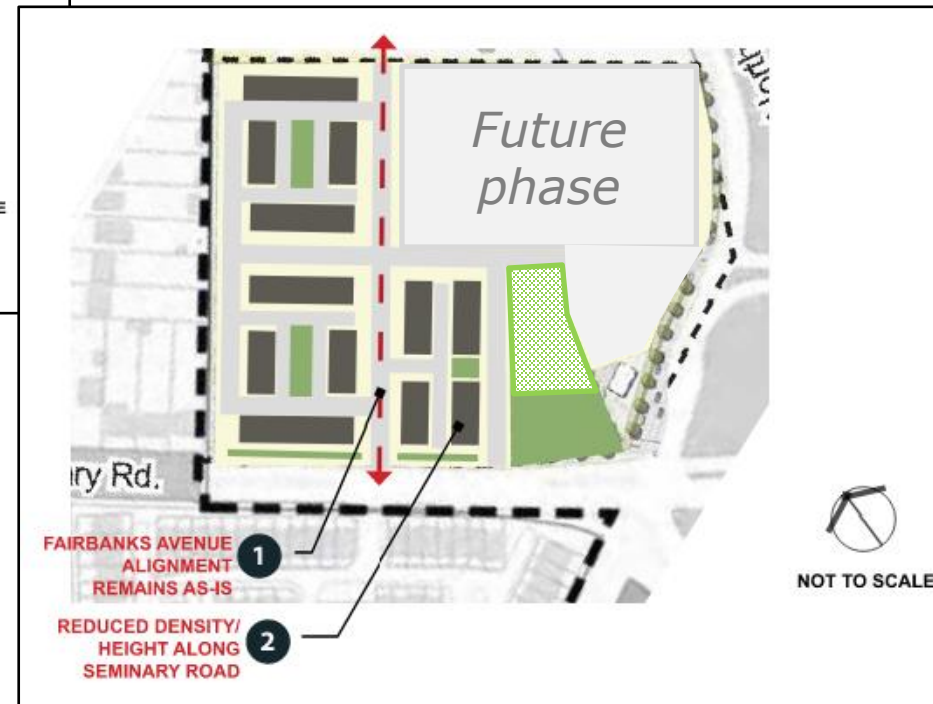 Future
phase
ry Rd.
FAIRBANKS AVENUE
ALIGNMENT
REMAINS AS-IS
1
REDUCED DENSITY/
HEIGHT ALONG
SEMINARY ROAD
2
NOT TO SCALE